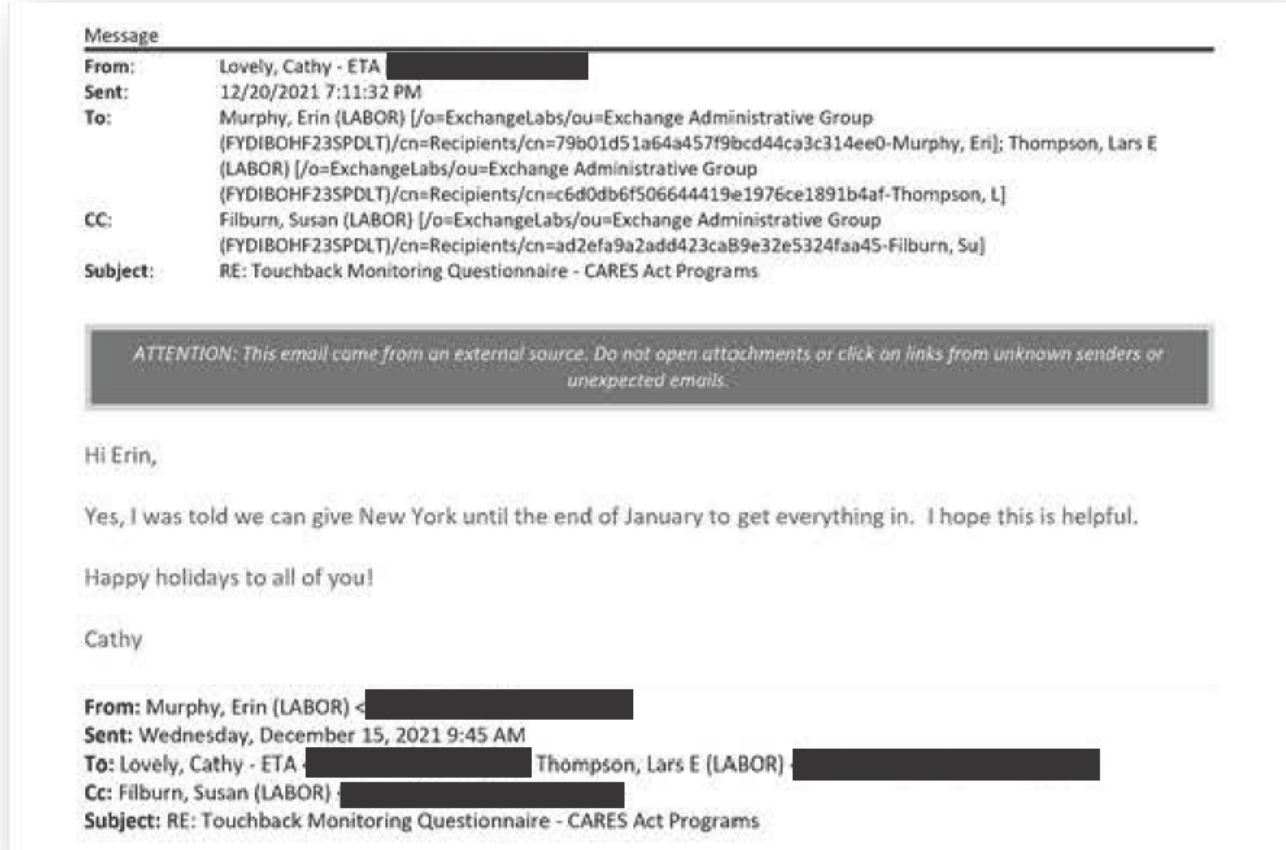 Message
From: Lovely, Cathy - ETA
Sent: 12/20/2021 7:11:32 PM
To: Murphy, Erin (LABOR) [/o=ExchangeLabs/ou=Exchange Administrative Group
(FYDIBOHF23SPDLT)/cn=Recipients/cn=79b01d51a64a457f9bcd44ca3c314ee0-Murphy, Eri]; Thompson, Lars E
(LABOR) [/o=ExchangeLabs/ou=Exchange Administrative Group
(FYDIBOHF23SPDLT)/cn=Recipients/cn=c6d0db6f506644419e1976ce1891b4af-Thompson, L]
CC: Filburn, Susan (LABOR) [/o=ExchangeLabs/ou=Exchange Administrative Group
(FYDIBOHF23SPDLT)/cn=Recipients/cn=ad2efa9a2add423caB9e32e5324faa45-Filburn, Su]
Subject: RE: Touchback Monitoring Questionnaire - CARES Act Programs
ATTENTION: This email came from an external source. Do not open attachments or click on links from unknown senders or
unexpected emails.
Hi Erin,
Yes, I was told we can give New York until the end of January to get everything in. I hope this is helpful.
Happy holidays to all of you!
Cathy
From: Murphy, Erin (LABOR) <
Sent: Wednesday, December 15, 2021 9:45 AM
To: Lovely, Cathy - ETA Thompson, Lars E (LABOR)
Cc: Filburn, Susan (LABOR)
Subject: RE: Touchback Monitoring Questionnaire - CARES Act Programs